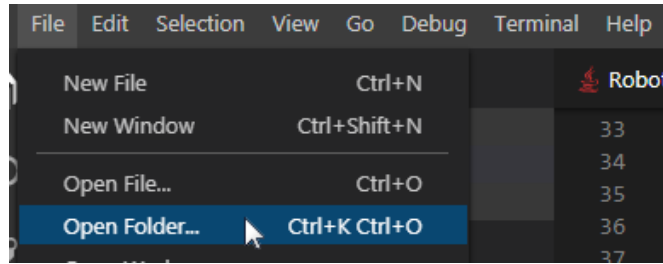 File Edit Selection View Go Debug Terminal Help
New File Ctrl+N
Robo
New Window Ctrl+Shift+N
33
34
Open File... Ctrl+O
35
Open Folder... Ctrl+K Ctrl+O
36
37